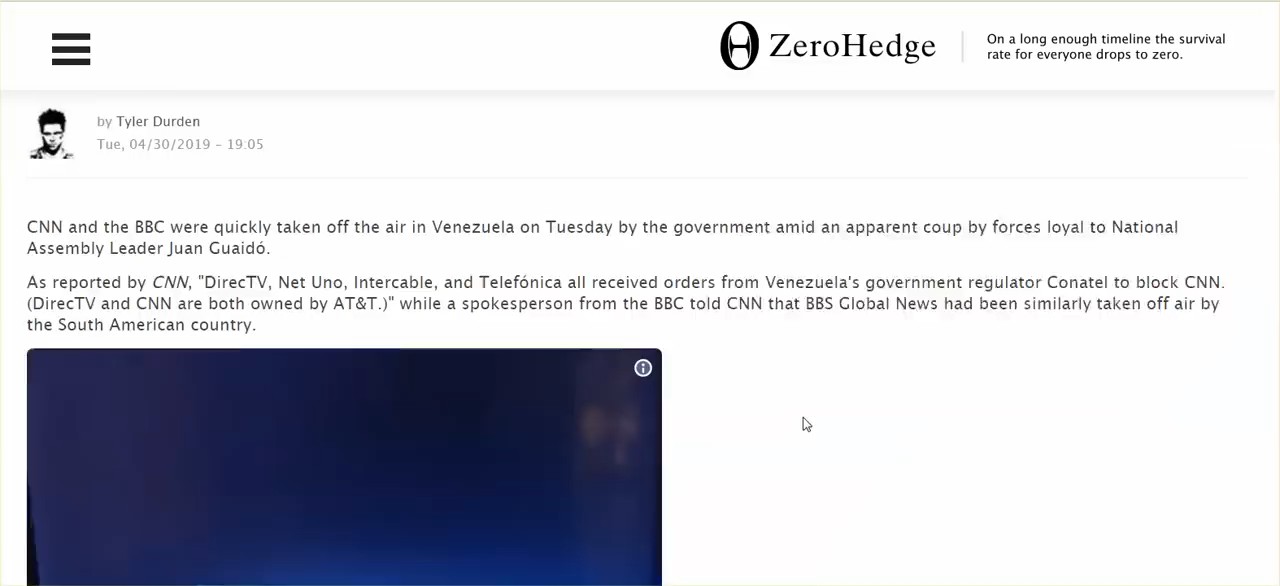 ZeroHedge
On a long enough timeline the survival
rate for everyone drops to zero.
by Tyler Durden
Tue, 04/30/2019 - 19:05
CNN and the BBC were quickly taken off the air in Venezuela on Tuesday by the government amid an apparent coup by forces loyal to National
Assembly Leader Juan Guaidó.
As reported by CNN, "DirecTV, Net Uno, Intercable, and Telefónica all received orders from Venezuela's government regulator Conatel to block CNN.
(DirecTV and CNN are both owned by AT&T.)" while a spokesperson from the BBC told CNN that BBS Global News had been similarly taken off air by
the South American country.